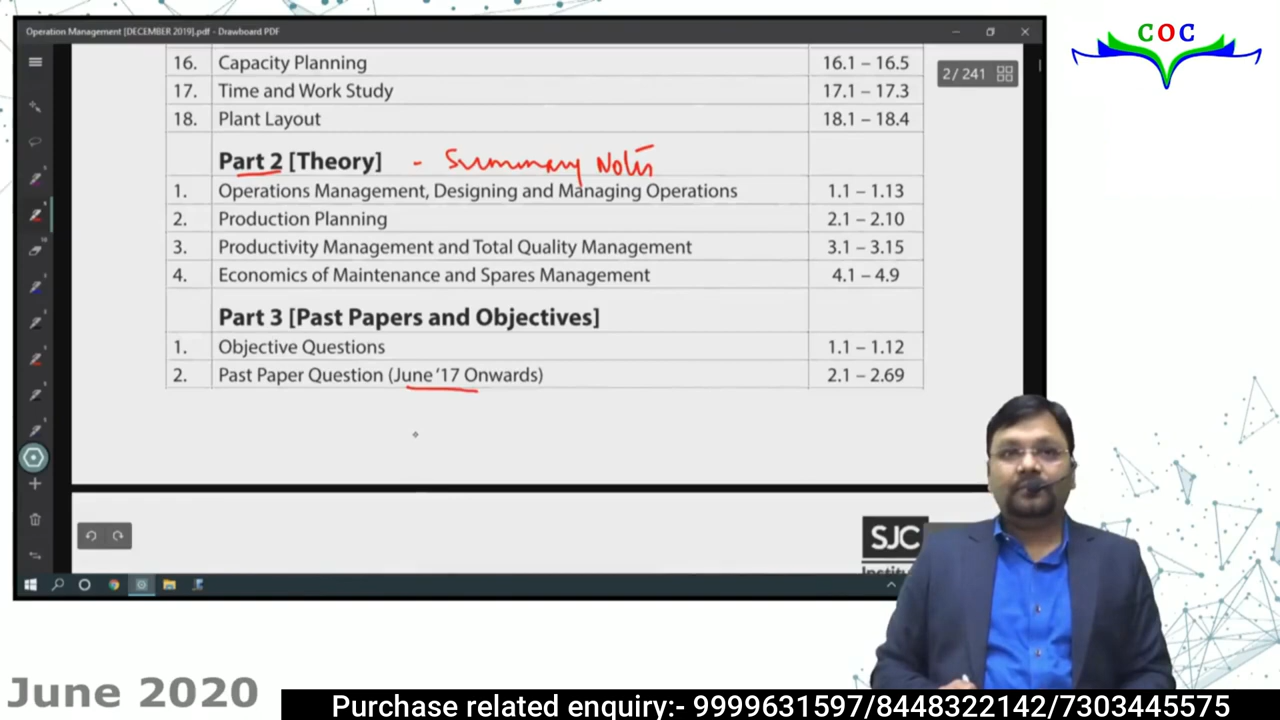 COC
Operation Management [DECEMBER 2019].pdf - Drawboard PDF
2 / 241
16. Capacity Planning 16.1 – 16.5
17. Time and Work Study 17.1 – 17.3
18. Plant Layout 18.1 – 18.4
Part 2 [Theory] - Summary Notes
1. Operations Management, Designing and Managing Operations 1.1 – 1.13
2. Production Planning 2.1 – 2.10
3. Productivity Management and Total Quality Management 3.1 – 3.15
4. Economics of Maintenance and Spares Management 4.1 – 4.9
Part 3 [Past Papers and Objectives]
1. Objective Questions 1.1 – 1.12
2. Past Paper Question (June '17 Onwards) 2.1 – 2.69
SJC
June 2020
Purchase related enquiry:- 9999631597/8448322142/7303445575